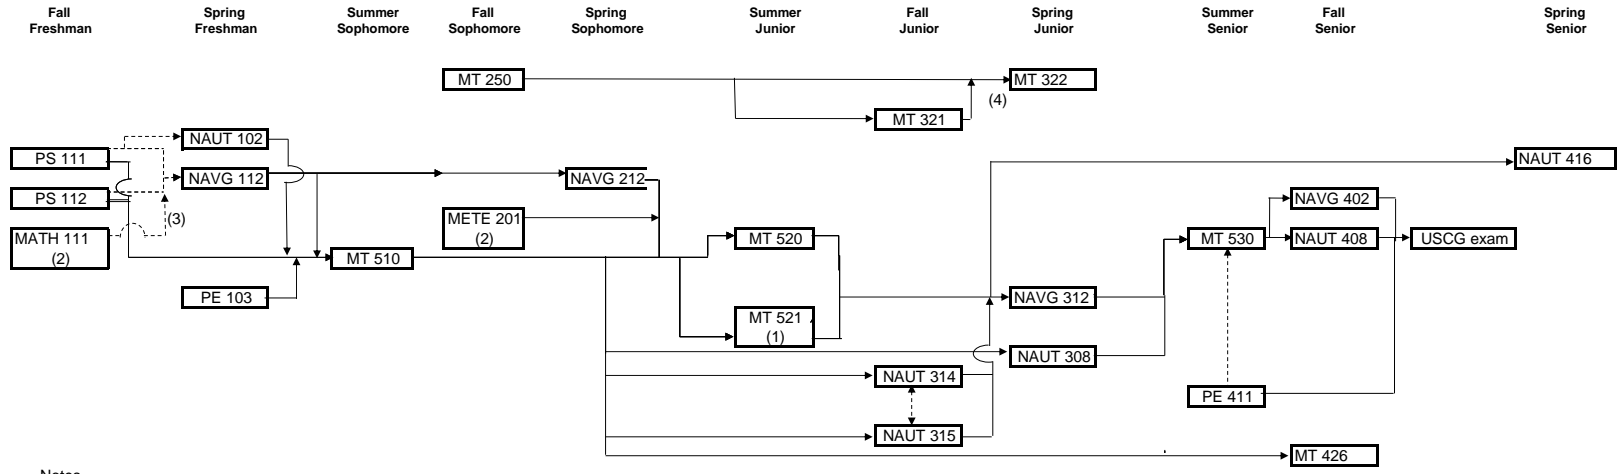 Fall Spring Summer Fall Spring Summer Fall Spring Summer Fall Spring
Freshman Freshman Sophomore Sophomore Sophomore Junior Junior Junior Senior Senior Senior
MT 250 MT 322
(4)
MT 321
NAUT 102
PS 111 NAUT 416
NAVG 112 NAVG 212
PS 112 NAVG 402
(3)
METE 201
(2)
MATH 111
(2)
MT 520 MT 530 NAUT 408 USCG exam
MT 510
PE 103 NAVG 312
MT 521
(1)
NAUT 308
NAUT 314
PE 411
NAUT 315
MT 426